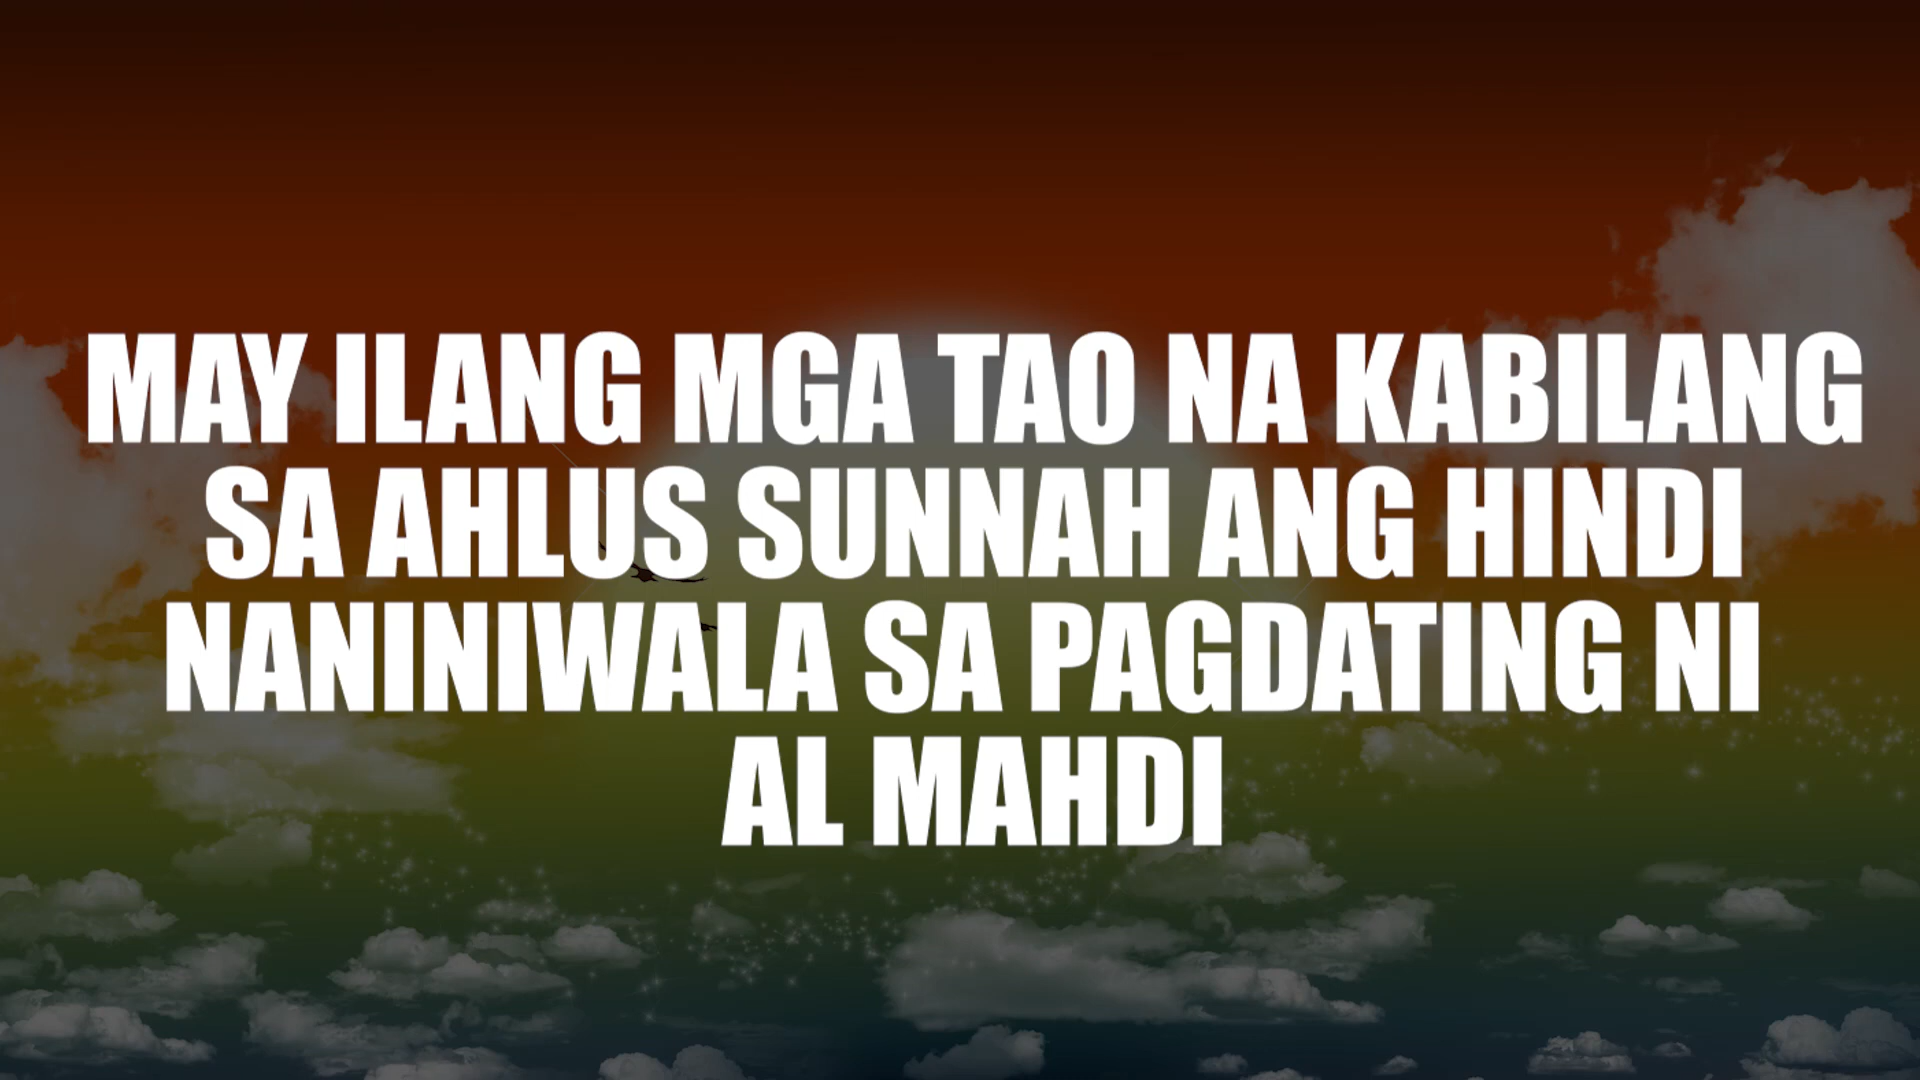 MAY ILANG MGA TAO NA KABILANG
SA AHLUS SUNNAH ANG HINDI
NANINIWALA SA PAGDATING NI
AL MAHDI